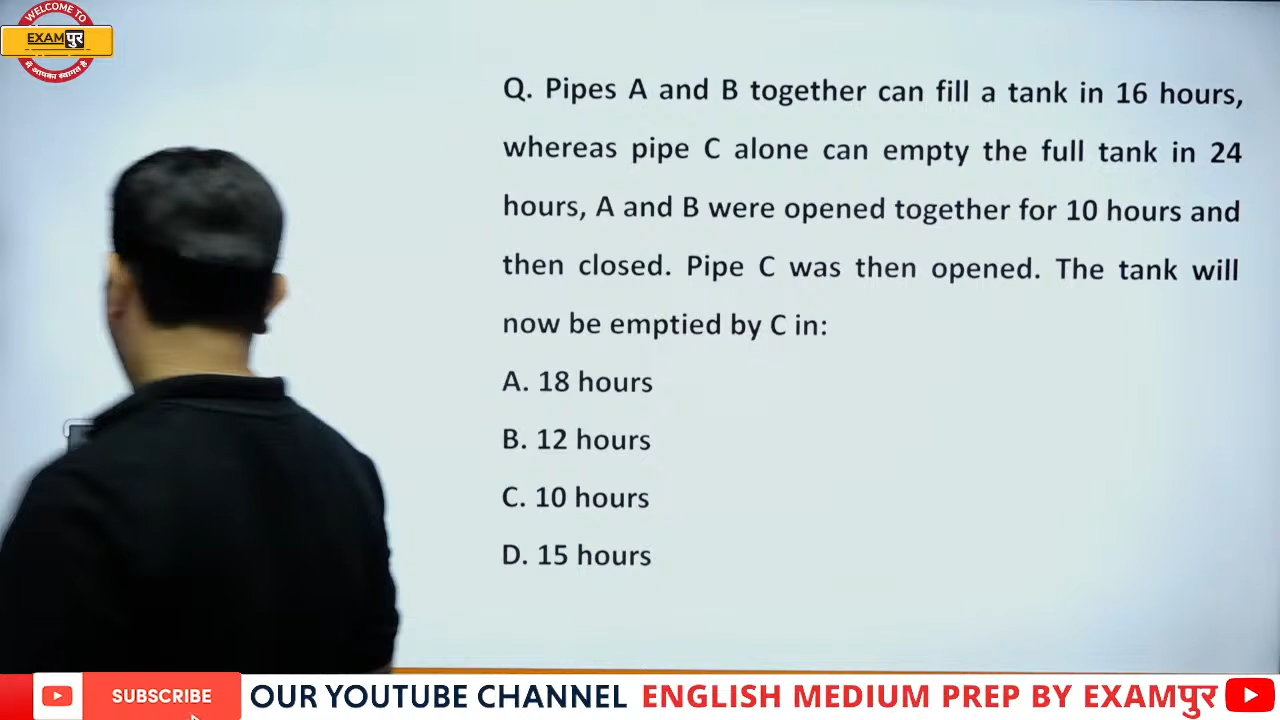 WELCOME TO
EXAMपुर
में आपका स्वागत है
Q. Pipes A and B together can fill a tank in 16 hours,
whereas pipe C alone can empty the full tank in 24
hours, A and B were opened together for 10 hours and
then closed. Pipe C was then opened. The tank will
now be emptied by C in:
A. 18 hours
B. 12 hours
C. 10 hours
D. 15 hours
SUBSCRIBE OUR YOUTUBE CHANNEL ENGLISH MEDIUM PREP BY EXAMपुर